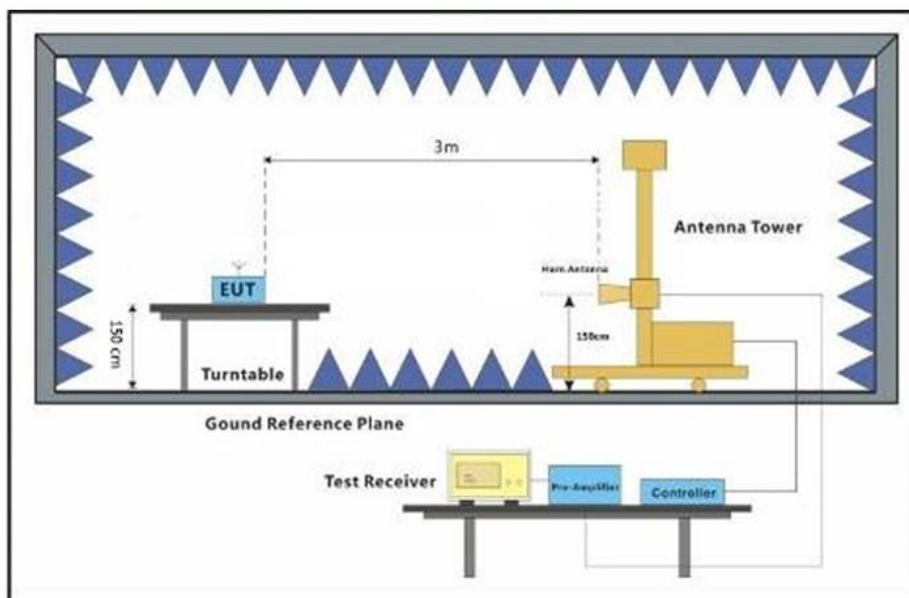 3m
Antenna Tower
Horn Antenna
EUT
150 cm
150cm
Turntable
Gound Reference Plane
Test Receiver
Pre-Amplifier
Controller